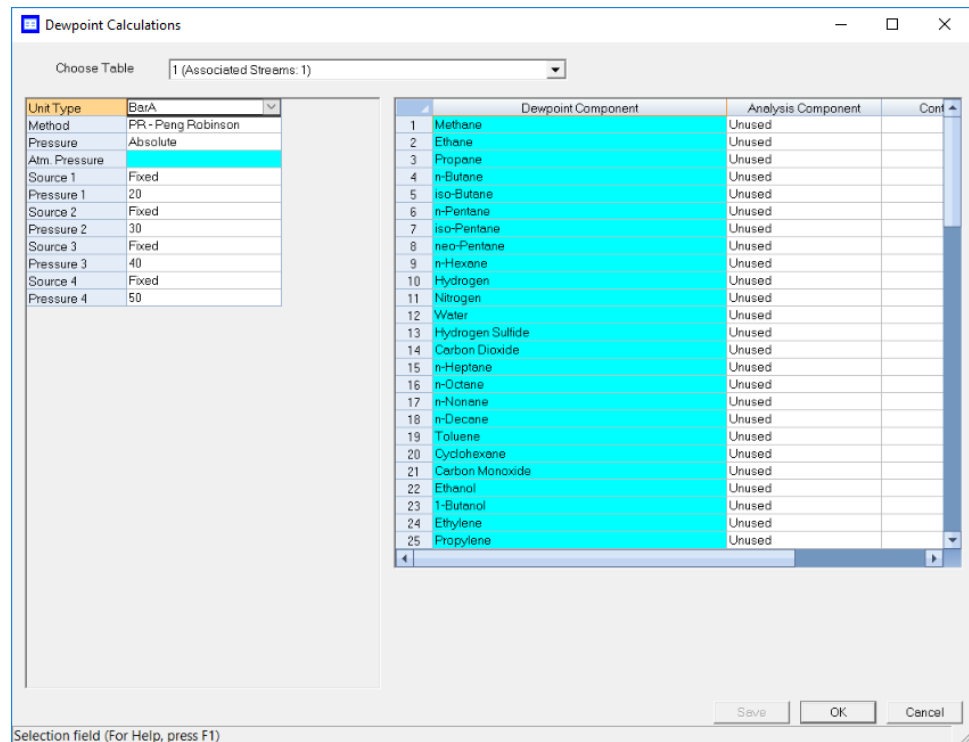 Dewpoint Calculations
Choose Table 1 (Associated Streams: 1)
Unit Type BarA
Method PR - Peng Robinson
Pressure Absolute
Atm. Pressure
Source 1 Fixed
Pressure 1 20
Source 2 Fixed
Pressure 2 30
Source 3 Fixed
Pressure 3 40
Source 4 Fixed
Pressure 4 50
Dewpoint Component Analysis Component Conf
1 Methane Unused
2 Ethane Unused
3 Propane Unused
4 n-Butane Unused
5 iso-Butane Unused
6 n-Pentane Unused
7 iso-Pentane Unused
8 neo-Pentane Unused
9 n-Hexane Unused
10 Hydrogen Unused
11 Nitrogen Unused
12 Water Unused
13 Hydrogen Sulfide Unused
14 Carbon Dioxide Unused
15 n-Heptane Unused
16 n-Octane Unused
17 n-Nonane Unused
18 n-Decane Unused
19 Toluene Unused
20 Cyclohexane Unused
21 Carbon Monoxide Unused
22 Ethanol Unused
23 1-Butanol Unused
24 Ethylene Unused
25 Propylene Unused
Save OK Cancel
Selection field (For Help, press F1)